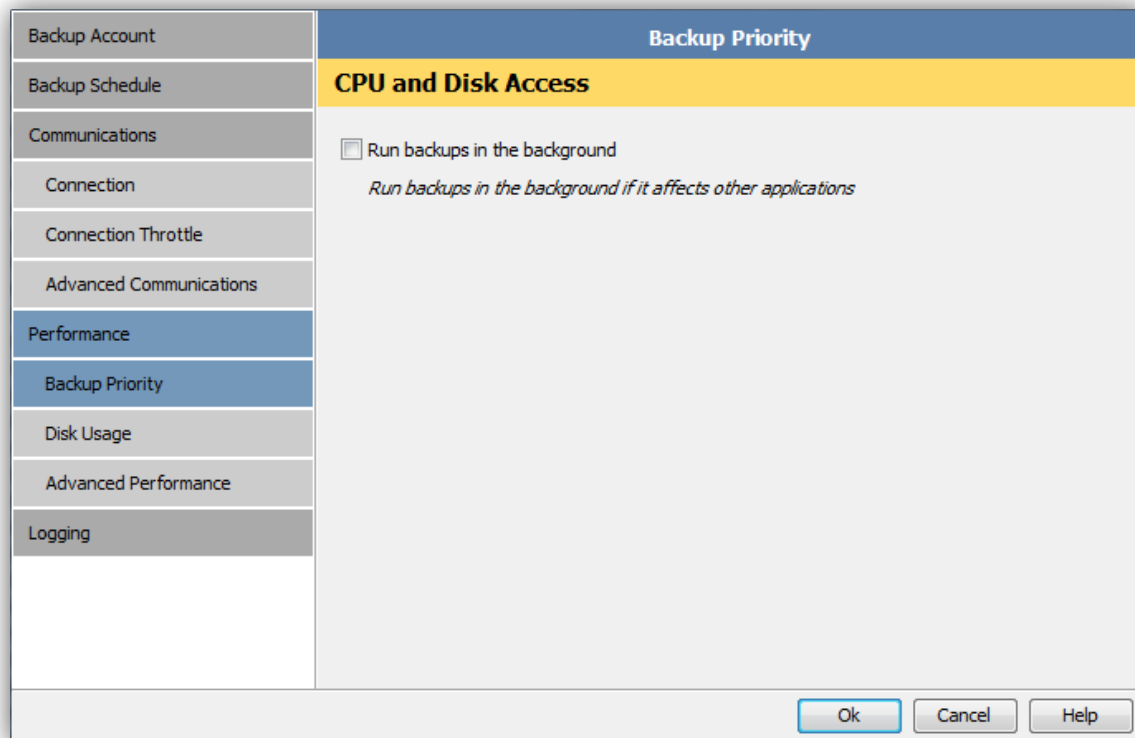 Backup Account
Backup Schedule
Communications
Connection
Connection Throttle
Advanced Communications
Performance
Backup Priority
Disk Usage
Advanced Performance
Logging
Backup Priority
CPU and Disk Access
Run backups in the background
Run backups in the background if it affects other applications
Ok Cancel Help